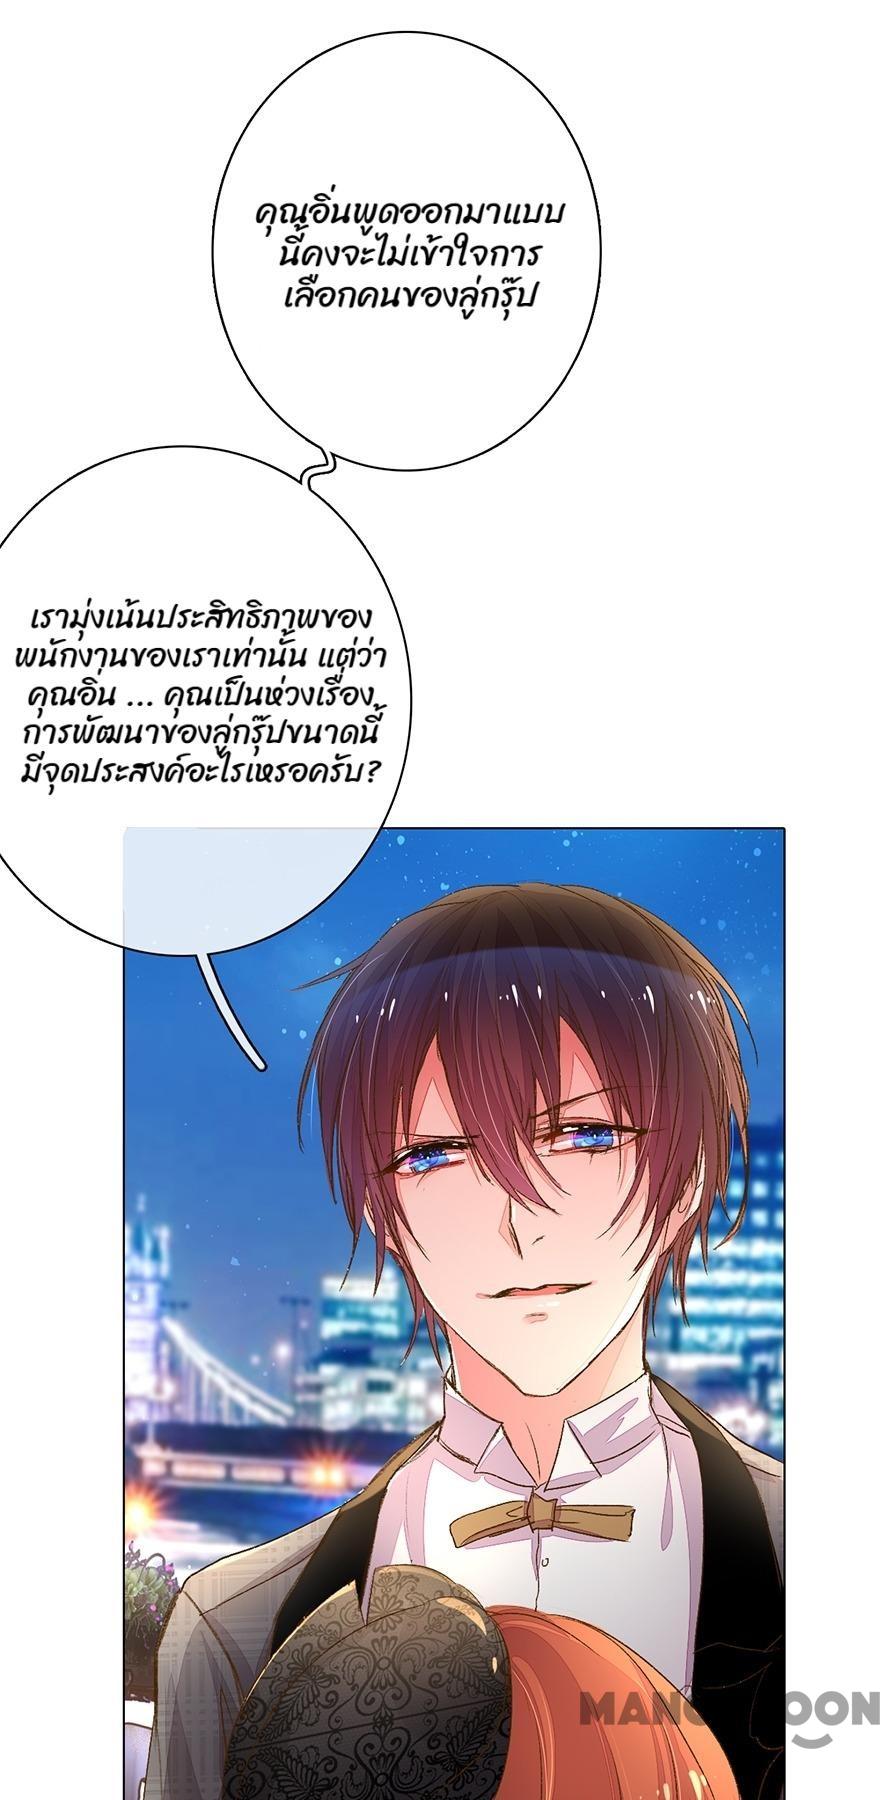 คุณอิ่นพูดออกมาแบบ
นี้คงจะไม่เข้าใจการ
เลือกคนของลู่กรุ๊ป
เรามุ่งเน้นประสิทธิภาพของ
พนักงานของเราเท่านั้น แต่ว่า
คุณอิ่น ... คุณเป็นห่วงเรื่อง
การพัฒนาของลู่กรุ๊ปขนาดนี้
มีจุดประสงค์อะไรเหรอครับ?